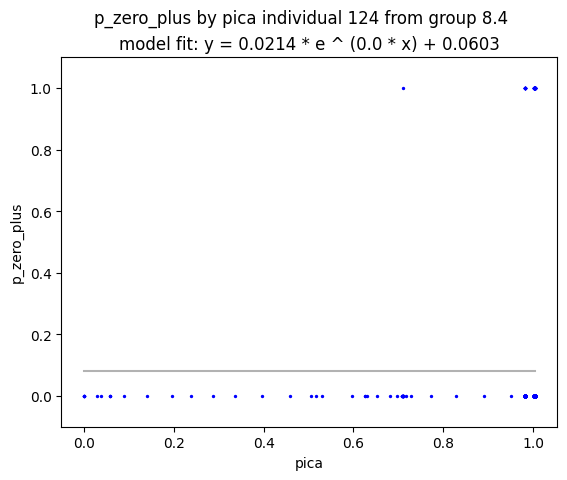 p_zero_plus by pica individual 124 from group 8.4
model fit: y = 0.0214 * e ^ (0.0 * x) + 0.0603
1.0
0.8
0.6
0.4
0.2
0.0
p_zero_plus
0.0 0.2 0.4 0.6 0.8 1.0
pica